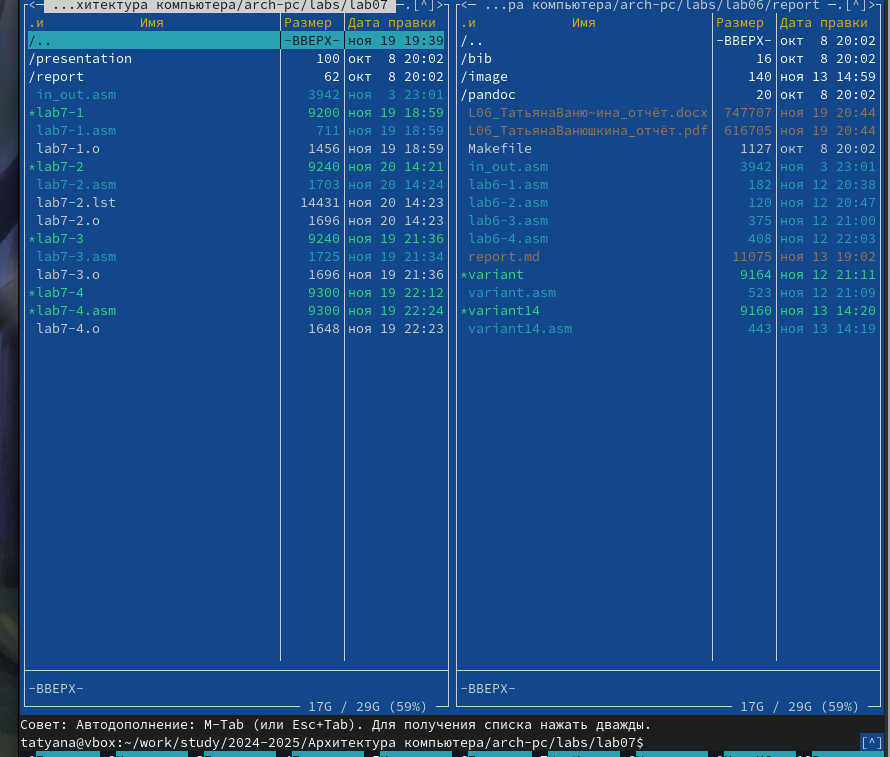 <─ ...хитектура компьютера/arch-pc/labs/lab07 ─.[^]>
.и Имя Размер Дата правки
/.. -ВВЕРХ- ноя 19 19:39
/presentation 100 окт 8 20:02
/report 62 окт 8 20:02
in_out.asm 3942 ноя 3 23:01
*lab7-1 9200 ноя 19 18:59
lab7-1.asm 711 ноя 19 18:59
lab7-1.o 1456 ноя 19 18:59
*lab7-2 9240 ноя 20 14:21
lab7-2.asm 1703 ноя 20 14:24
lab7-2.lst 14431 ноя 20 14:23
lab7-2.o 1696 ноя 20 14:23
*lab7-3 9240 ноя 19 21:36
lab7-3.asm 1725 ноя 19 21:34
lab7-3.o 1696 ноя 19 21:36
*lab7-4 9300 ноя 19 22:12
*lab7-4.asm 9300 ноя 19 22:24
lab7-4.o 1648 ноя 19 22:23
-ВВЕРХ-
17G / 29G (59%)
<─ ...ра компьютера/arch-pc/labs/lab06/report ─.[^]>
.и Имя Размер Дата правки
/.. -ВВЕРХ- окт 8 20:02
/bib 16 окт 8 20:02
/image 140 ноя 13 14:59
/pandoc 20 окт 8 20:02
L06_ТатьянаВаню~ина_отчёт.docx 747707 ноя 19 20:44
L06_ТатьянаВанюшкина_отчёт.pdf 616705 ноя 19 20:44
Makefile 1127 окт 8 20:02
in_out.asm 3942 ноя 3 23:01
lab6-1.asm 182 ноя 12 20:38
lab6-2.asm 120 ноя 12 20:47
lab6-3.asm 375 ноя 12 21:00
lab6-4.asm 408 ноя 12 22:03
report.md 11075 ноя 13 19:02
*variant 9164 ноя 12 21:11
variant.asm 523 ноя 12 21:09
*variant14 9160 ноя 13 14:20
variant14.asm 443 ноя 13 14:19
-ВВЕРХ-
17G / 29G (59%)
Совет: Автодополнение: M-Tab (или Esc+Tab). Для получения списка нажать дважды.
tatyana@vbox:~/work/study/2024-2025/Архитектура компьютера/arch-pc/labs/lab07$ [^]